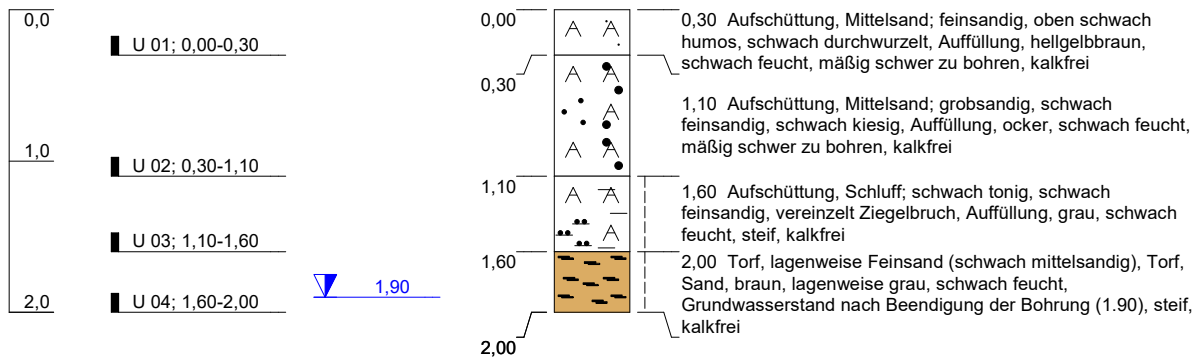 0,0
U 01; 0,00-0,30
1,0
U 02; 0,30-1,10
U 03; 1,10-1,60
2,0
U 04; 1,60-2,00
1,90
0,00
0,30
1,10
1,60
2,00
0,30 Aufschüttung, Mittelsand; feinsandig, oben schwach
humos, schwach durchwurzelt, Auffüllung, hellgelbbraun,
schwach feucht, mäßig schwer zu bohren, kalkfrei
1,10 Aufschüttung, Mittelsand; grobsandig, schwach
feinsandig, schwach kiesig, Auffüllung, ocker, schwach feucht,
mäßig schwer zu bohren, kalkfrei
1,60 Aufschüttung, Schluff; schwach tonig, schwach
feinsandig, vereinzelt Ziegelbruch, Auffüllung, grau, schwach
feucht, steif, kalkfrei
2,00 Torf, lagenweise Feinsand (schwach mittelsandig), Torf,
Sand, braun, lagenweise grau, schwach feucht,
Grundwasserstand nach Beendigung der Bohrung (1.90), steif,
kalkfrei